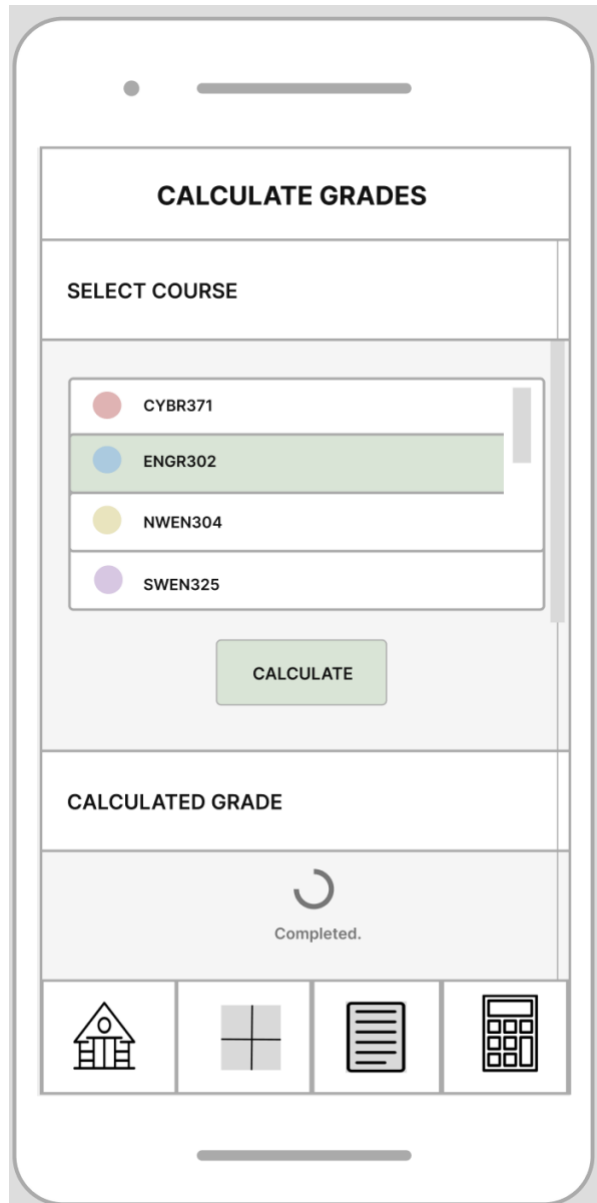 CALCULATE GRADES
SELECT COURSE
CYBR371
ENGR302
NWEN304
SWEN325
CALCULATE
CALCULATED GRADE
Completed.